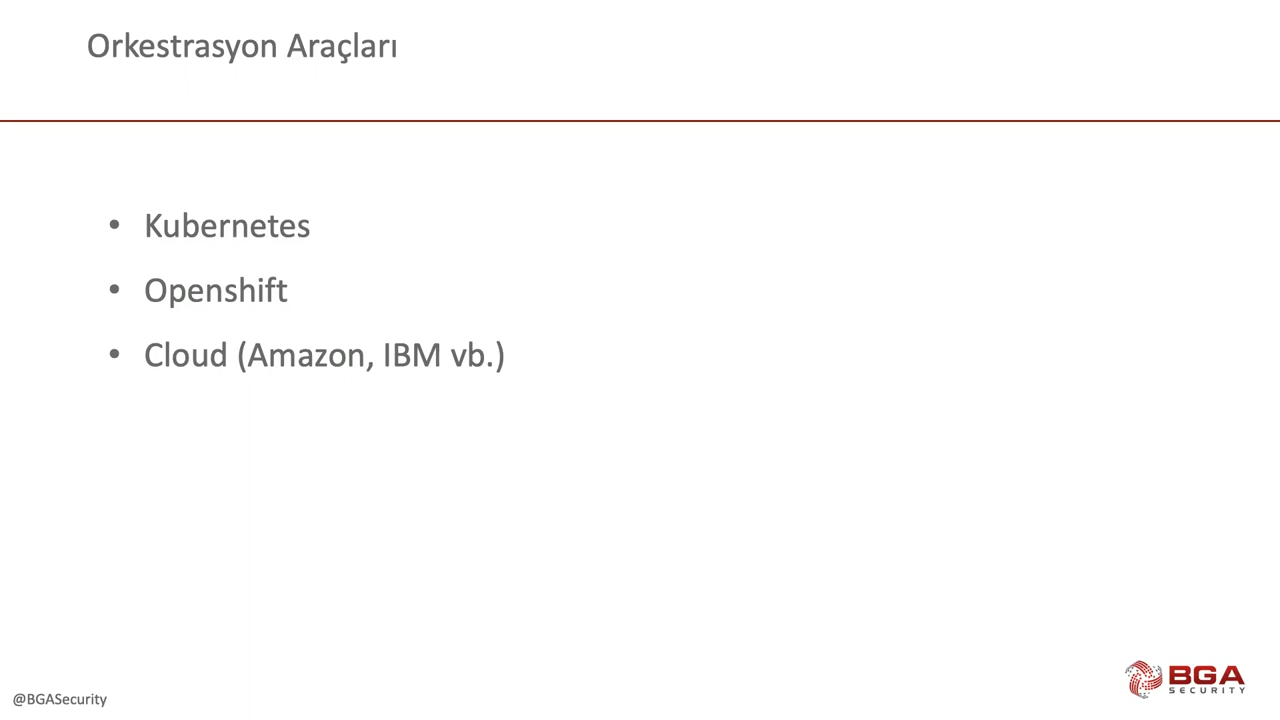 Orkestrasyon Araçları
• Kubernetes
• Openshift
• Cloud (Amazon, IBM vb.)
@BGASecurity
BGA
SECURITY